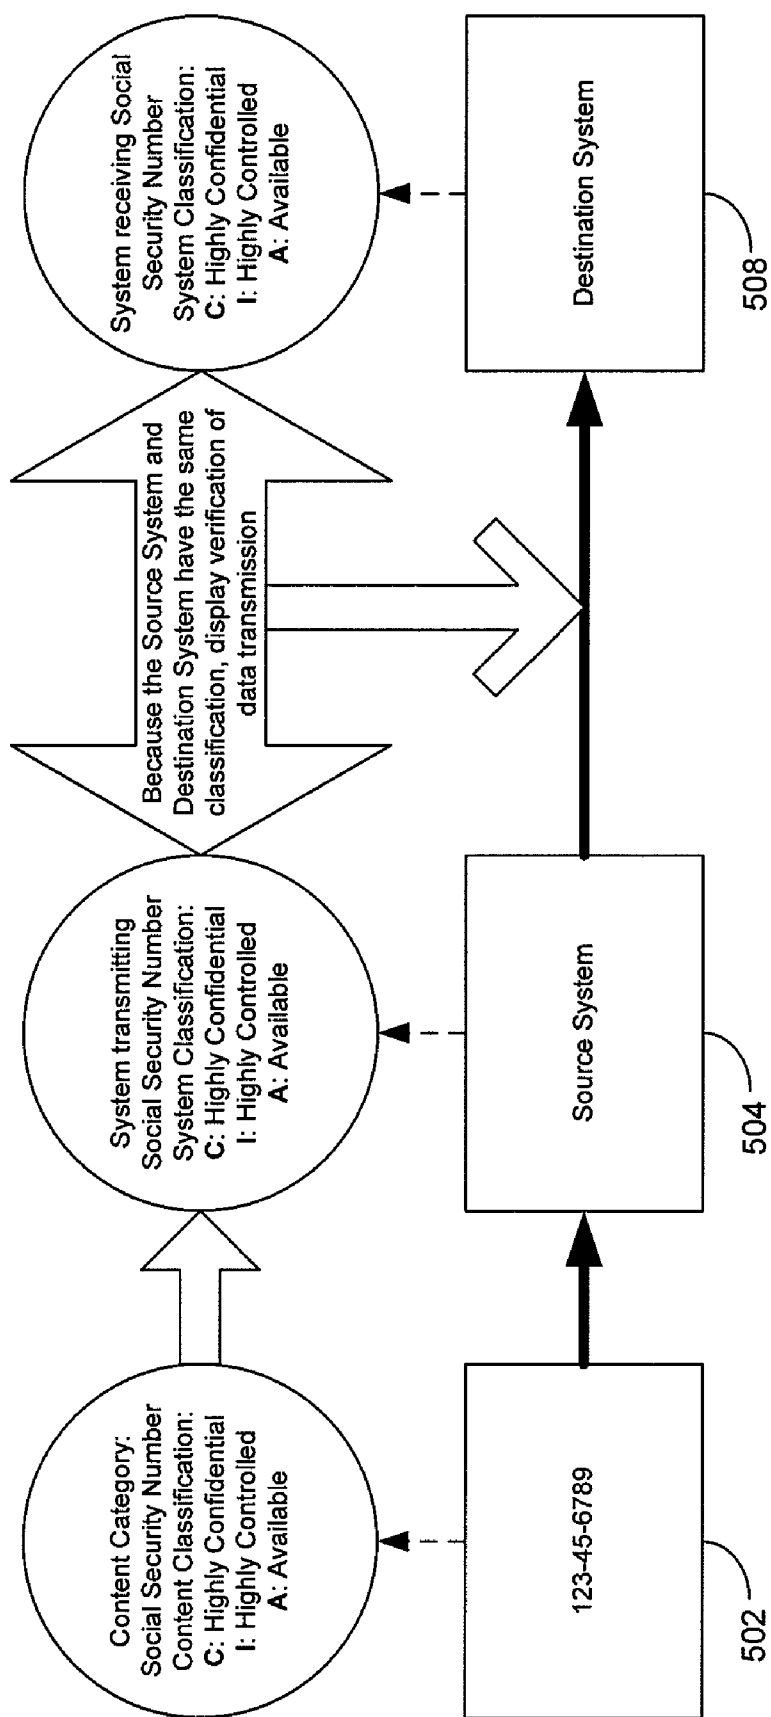 Content Category:
Social Security Number
Content Classification:
C: Highly Confidential
I: Highly Controlled
A: Available
System transmitting
Social Security Number
System Classification:
C: Highly Confidential
I: Highly Controlled
A: Available
Because the Source System and
Destination System have the same
classification, display verification of
data transmission
System receiving Social
Security Number
System Classification:
C: Highly Confidential
I: Highly Controlled
A: Available
123-45-6789
Source System
Destination System
502
504
508